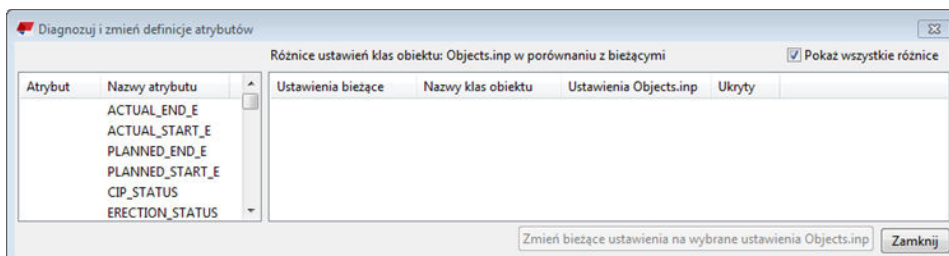 Diagnozuj i zmień definicje atrybutów
Różnice ustawień klas obiektu: Objects.inp w porównaniu z bieżącymi Pokaż wszystkie różnice
Atrybut Nazwy atrybutu Ustawienia bieżące Nazwy klas obiektu Ustawienia Objects.inp Ukryty
ACTUAL_END_E
ACTUAL_START_E
PLANNED_END_E
PLANNED_START_E
CIP_STATUS
ERECTION_STATUS
Zmień bieżące ustawienia na wybrane ustawienia Objects.inp Zamknij